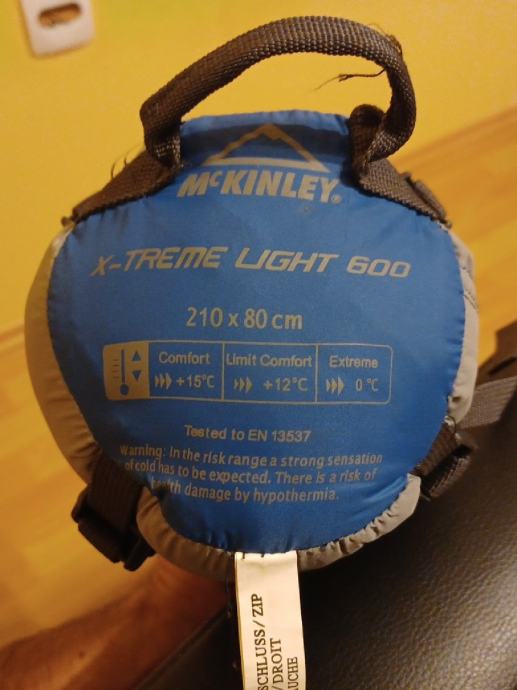 McKINLEY®
X-TREME LIGHT 600
210 x 80 cm
Comfort Limit Comfort Extreme
+15°C +12°C 0 °C
Tested to EN 13537
Warning: In the risk range a strong sensation
of cold has to be expected. There is a risk of
health damage by hypothermia.
SCHLUSS/ZIP
/DROIT